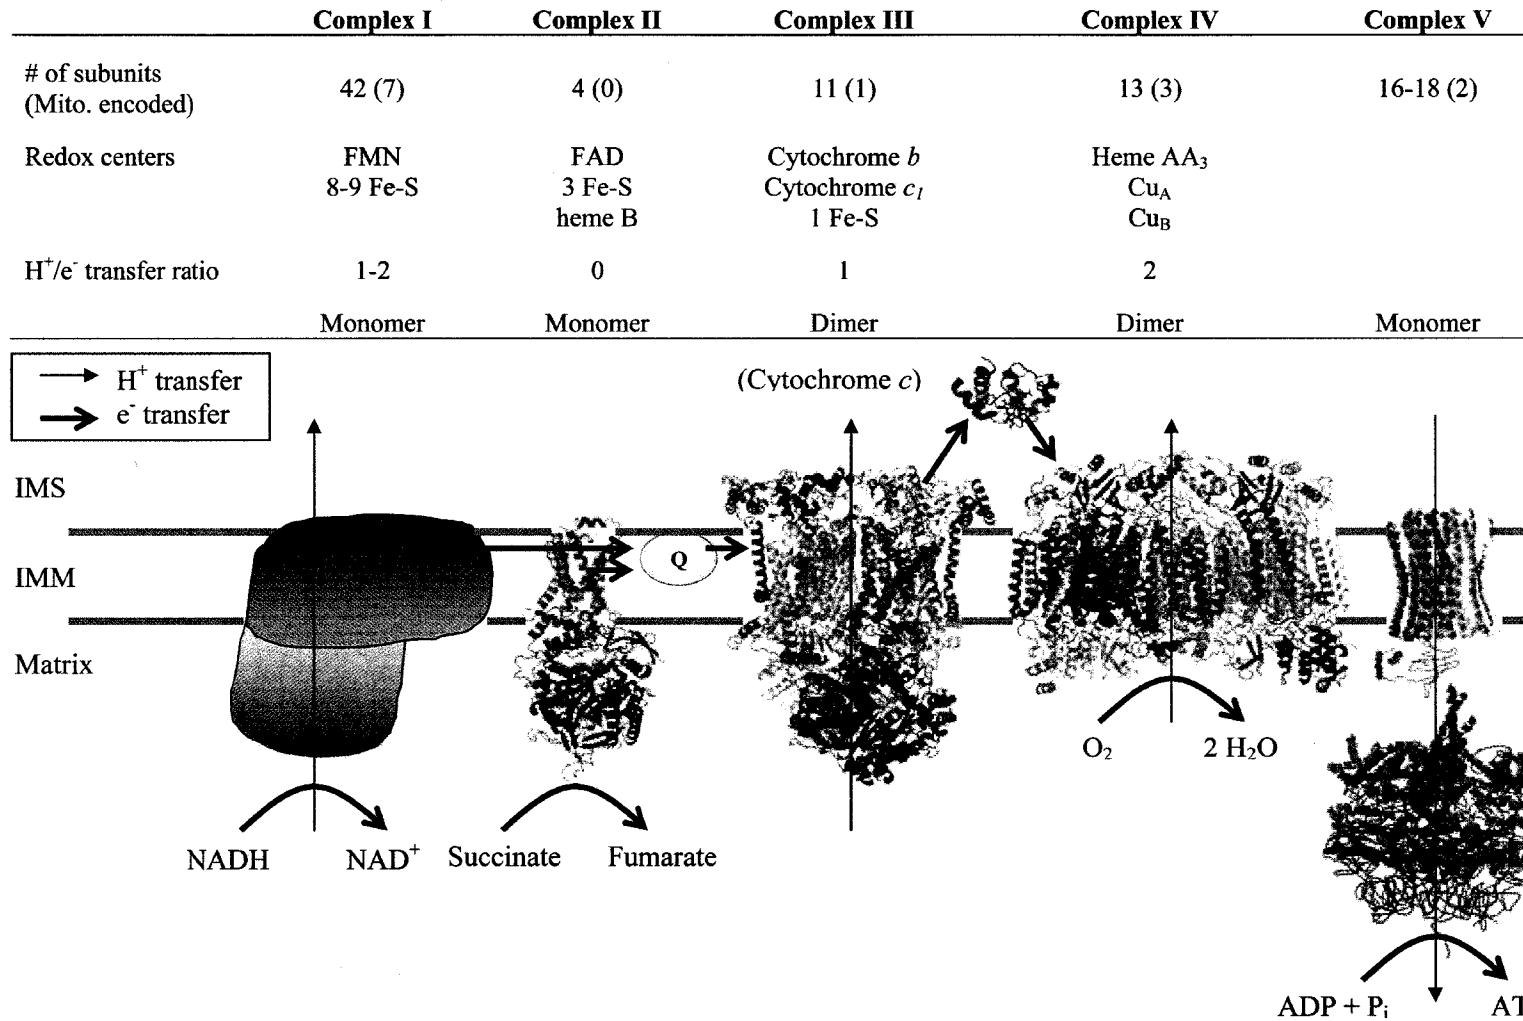 Complex I Complex II Complex III Complex IV Complex V
# of subunits
(Mito. encoded) 42 (7) 4 (0) 11 (1) 13 (3) 16-18 (2)
Redox centers FMN FAD Cytochrome b Heme AA₃
8-9 Fe-S 3 Fe-S Cytochrome c₁ Cu_A
heme B 1 Fe-S Cu_B
H⁺/e⁻ transfer ratio 1-2 0 1 2
Monomer Monomer Dimer Dimer Monomer
H⁺ transfer
e⁻ transfer
(Cytochrome c)
IMS
IMM
Q
Matrix
O₂ 2 H₂O
NADH NAD⁺ Succinate Fumarate
ADP + Pᵢ AT